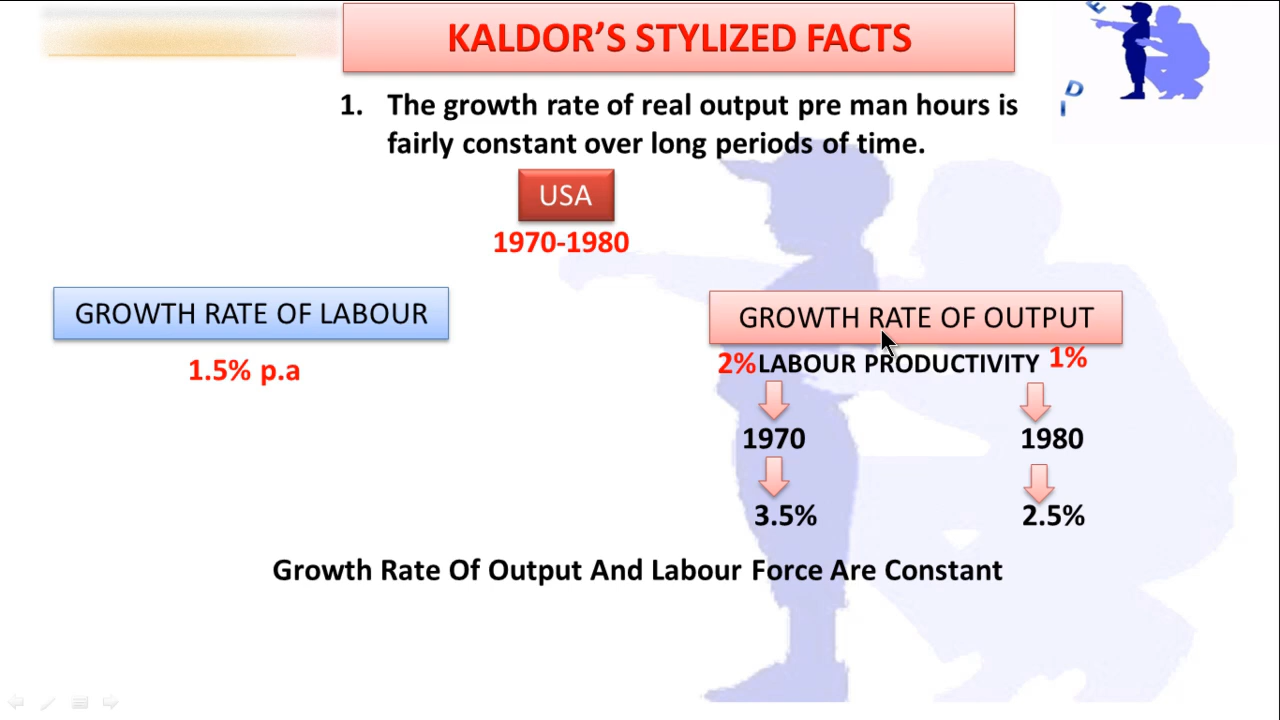 KALDOR'S STYLIZED FACTS
1. The growth rate of real output pre man hours is
fairly constant over long periods of time.
USA
1970-1980
GROWTH RATE OF LABOUR
1.5% p.a
GROWTH RATE OF OUTPUT
2% LABOUR PRODUCTIVITY 1%
1970 1980
3.5% 2.5%
Growth Rate Of Output And Labour Force Are Constant
E
D
I